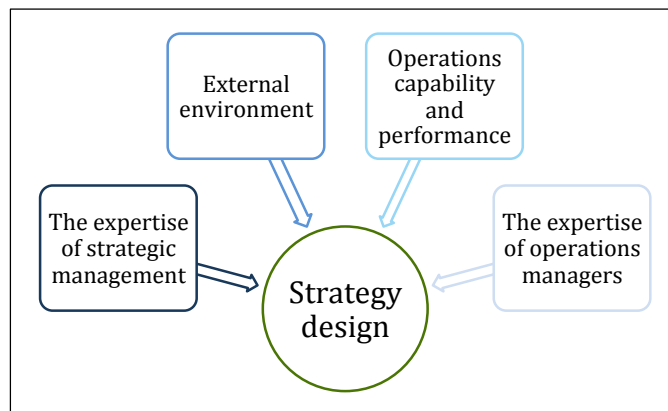 External
environment
Operations
capability
and
performance
The expertise
of strategic
management
The expertise
of operations
managers
Strategy
design